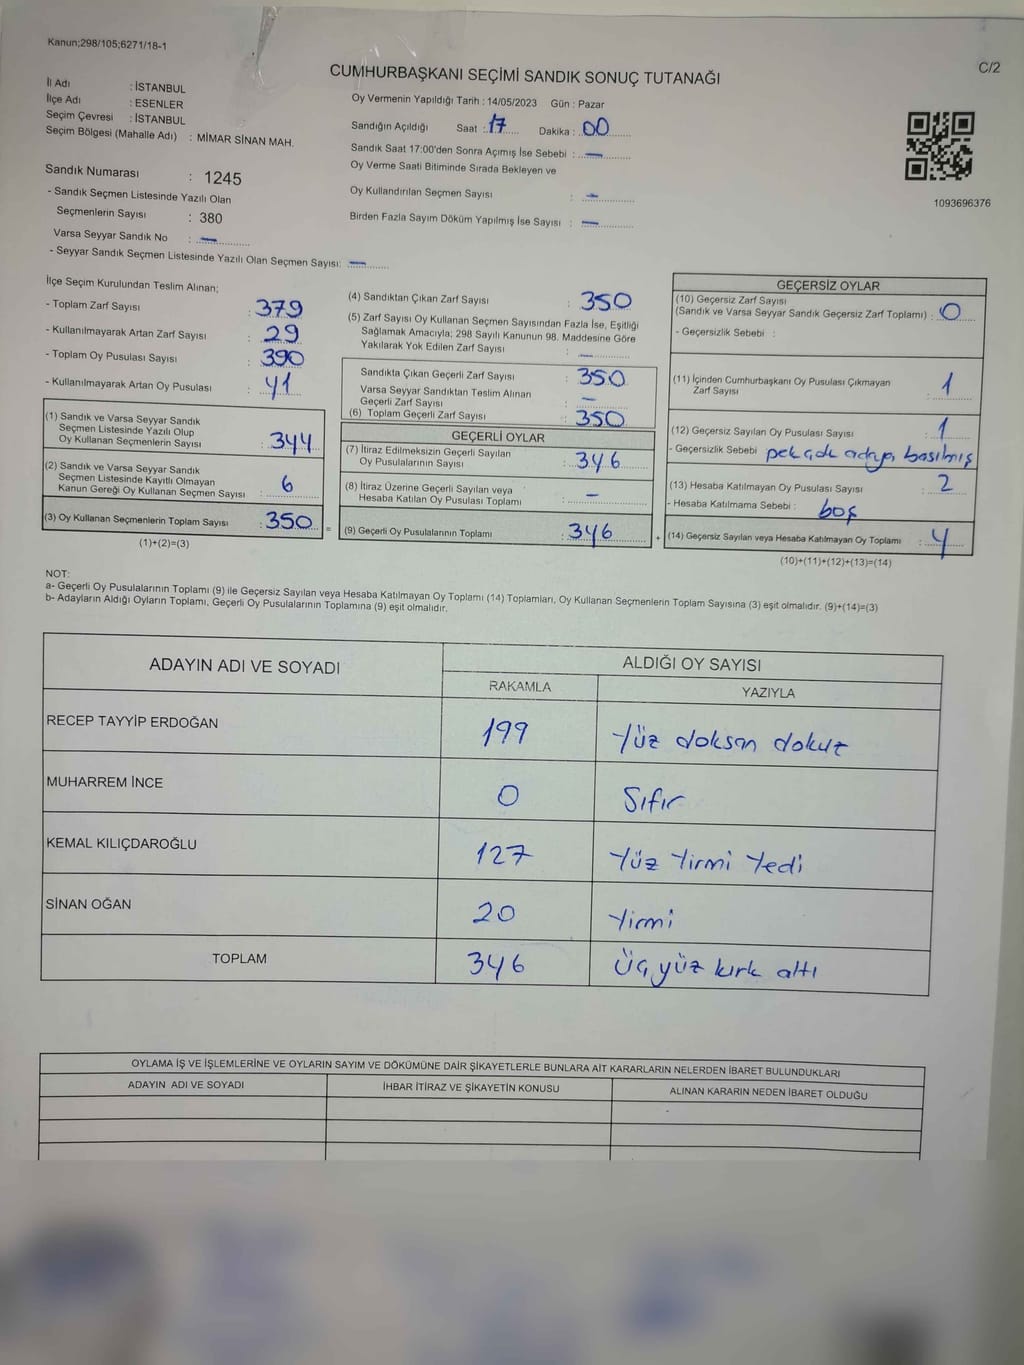 Kanun;298/105;6271/18-1
C/2
CUMHURBAŞKANI SEÇİMİ SANDIK SONUÇ TUTANAĞI
İl Adı : İSTANBUL
İlçe Adı : ESENLER
Seçim Çevresi : İSTANBUL
Seçim Bölgesi (Mahalle Adı) : MİMAR SİNAN MAH.
Sandık Numarası : 1245
- Sandık Seçmen Listesinde Yazılı Olan
Seçmenlerin Sayısı : 380
Varsa Seyyar Sandık No : —
- Seyyar Sandık Seçmen Listesinde Yazılı Olan Seçmen Sayısı: —
Oy Vermenin Yapıldığı Tarih : 14/05/2023 Gün : Pazar
Sandığın Açıldığı Saat : 17 Dakika : 00
Sandık Saat 17:00'den Sonra Açımış İse Sebebi : —
Oy Verme Saati Bitiminde Sırada Bekleyen ve
Oy Kullandırılan Seçmen Sayısı : —
Birden Fazla Sayım Döküm Yapılmış İse Sayısı : —
1093696376
İlçe Seçim Kurulundan Teslim Alınan;
- Toplam Zarf Sayısı : 379
- Kullanılmayarak Artan Zarf Sayısı : 29
- Toplam Oy Pusulası Sayısı : 390
- Kullanılmayarak Artan Oy Pusulası : 41
(1) Sandık ve Varsa Seyyar Sandık
Seçmen Listesinde Yazılı Olup
Oy Kullanan Seçmenlerin Sayısı : 344
(2) Sandık ve Varsa Seyyar Sandık
Seçmen Listesinde Kayıtlı Olmayan
Kanun Gereği Oy Kullanan Seçmen Sayısı : 6
(3) Oy Kullanan Seçmenlerin Toplam Sayısı : 350 =
(1)+(2)=(3)
(4) Sandıktan Çıkan Zarf Sayısı : 350
(5) Zarf Sayısı Oy Kullanan Seçmen Sayısından Fazla İse, Eşitliği
Sağlamak Amacıyla; 298 Sayılı Kanunun 98. Maddesine Göre
Yakılarak Yok Edilen Zarf Sayısı : —
Sandıkta Çıkan Geçerli Zarf Sayısı : 350
Varsa Seyyar Sandıktan Teslim Alınan
Geçerli Zarf Sayısı : —
(6) Toplam Geçerli Zarf Sayısı : 350
GEÇERLİ OYLAR
(7) İtiraz Edilmeksizin Geçerli Sayılan
Oy Pusulalarının Sayısı : 346
(8) İtiraz Üzerine Geçerli Sayılan veya
Hesaba Katılan Oy Pusulası Toplamı : —
(9) Geçerli Oy Pusulalarının Toplamı : 346 +
GEÇERSİZ OYLAR
(10) Geçersiz Zarf Sayısı
(Sandık ve Varsa Seyyar Sandık Geçersiz Zarf Toplamı) : 0
- Geçersizlik Sebebi :
(11) İçinden Cumhurbaşkanı Oy Pusulası Çıkmayan
Zarf Sayısı : 1
(12) Geçersiz Sayılan Oy Pusulası Sayısı : 1
- Geçersizlik Sebebi pek çok adaya basılmış
(13) Hesaba Katılmayan Oy Pusulası Sayısı : 2
- Hesaba Katılmama Sebebi : boş
(14) Geçersiz Sayılan veya Hesaba Katılmayan Oy Toplamı : 4
(10)+(11)+(12)+(13)=(14)
NOT:
a- Geçerli Oy Pusulalarının Toplamı (9) ile Geçersiz Sayılan veya Hesaba Katılmayan Oy Toplamı (14) Toplamları, Oy Kullanan Seçmenlerin Toplam Sayısına (3) eşit olmalıdır. (9)+(14)=(3)
b- Adayların Aldığı Oyların Toplamı, Geçerli Oy Pusulalarının Toplamına (9) eşit olmalıdır.
ADAYIN ADI VE SOYADI ALDIĞI OY SAYISI
RAKAMLA YAZIYLA
RECEP TAYYİP ERDOĞAN 199 Yüz doksan dokuz
MUHARREM İNCE 0 Sıfır
KEMAL KILIÇDAROĞLU 127 Yüz Yirmi Yedi
SİNAN OĞAN 20 Yirmi
TOPLAM 346 Üç yüz kırk altı
OYLAMA İŞ VE İŞLEMLERİNE VE OYLARIN SAYIM VE DÖKÜMÜNE DAİR ŞİKAYETLERLE BUNLARA AİT KARARLARIN NELERDEN İBARET BULUNDUKLARI
ADAYIN ADI VE SOYADI İHBAR İTİRAZ VE ŞİKAYETİN KONUSU ALINAN KARARIN NEDEN İBARET OLDUĞU